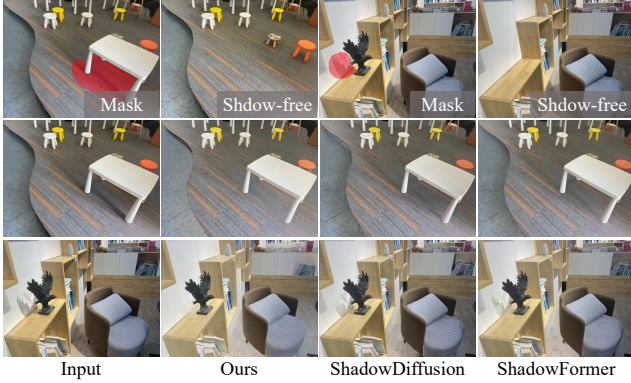 Mask
Shdow-free
Mask
Shdow-free
Input
Ours
ShadowDiffusion
ShadowFormer